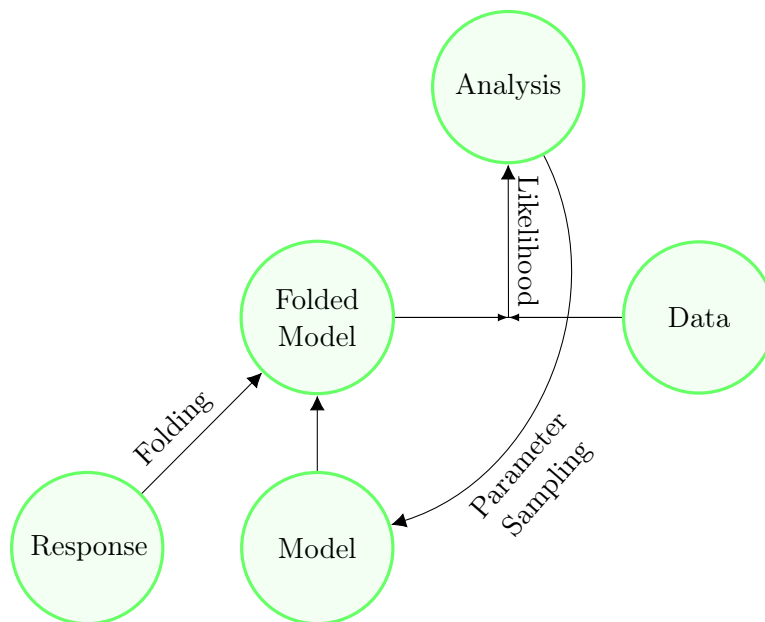 Analysis
Likelihood
Folded
Model
Data
Folding
Parameter
Sampling
Response
Model